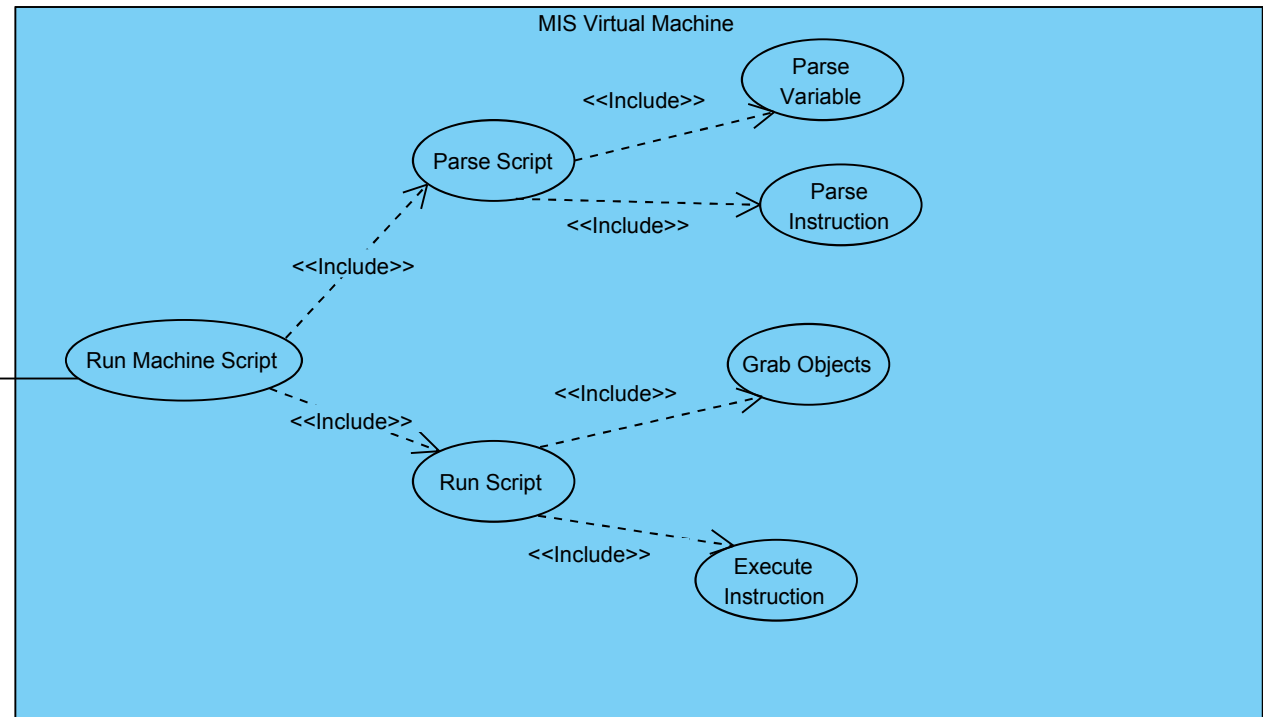 MIS Virtual Machine
Parse
Variable
<<Include>>
Parse Script
Parse
Instruction
<<Include>>
<<Include>>
Run Machine Script
Grab Objects
<<Include>>
<<Include>>
Run Script
<<Include>>
Execute
Instruction